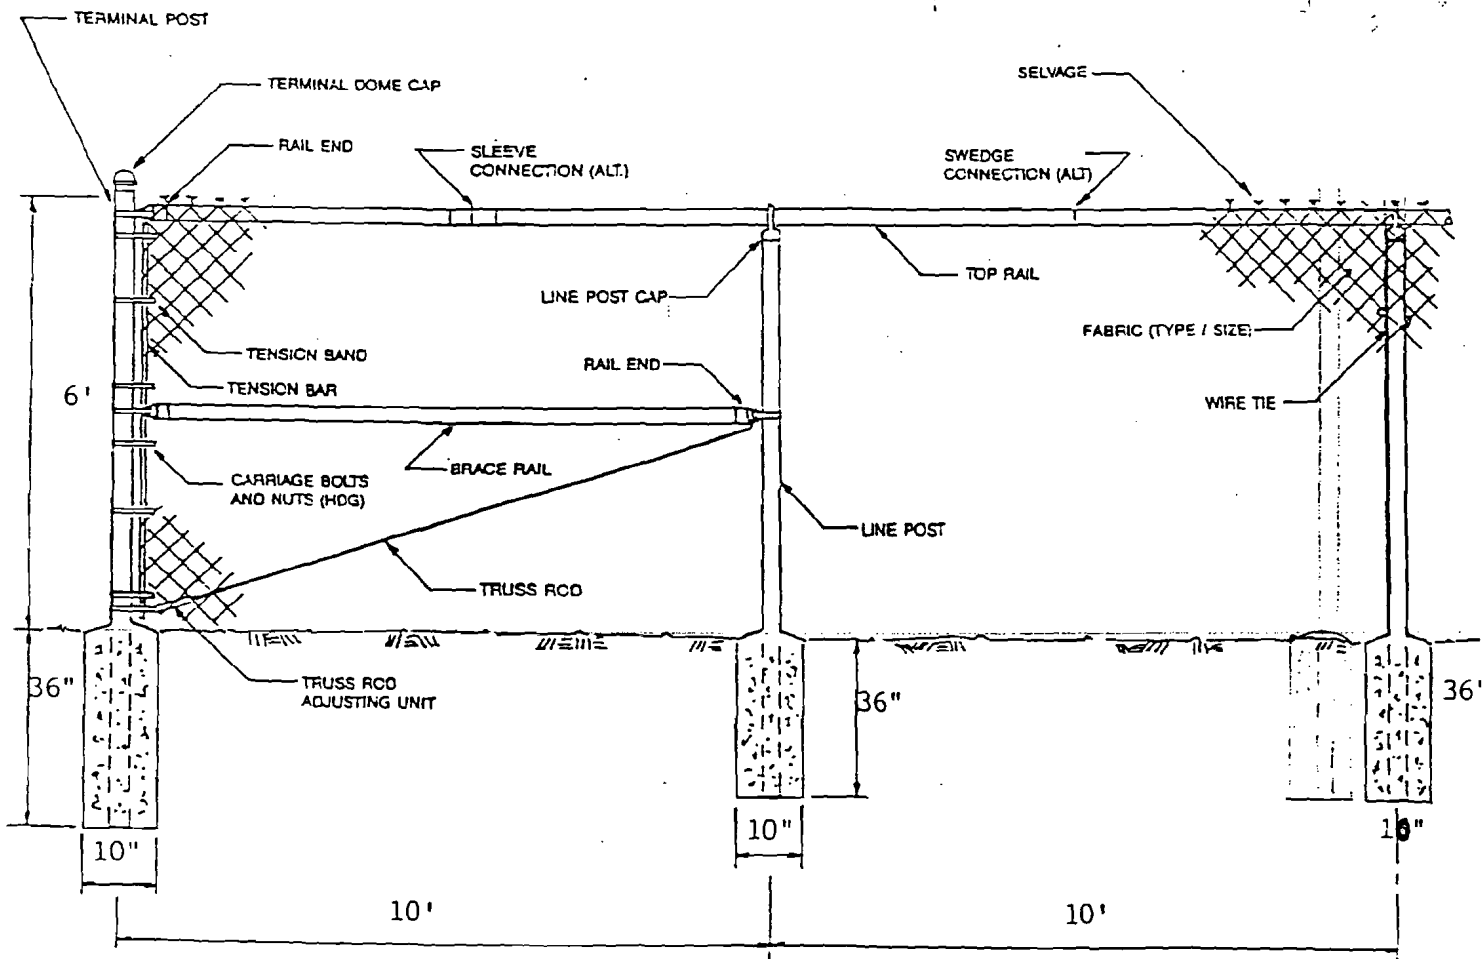 TERMINAL POST
TERMINAL DOME CAP
RAIL END
SLEEVE
CONNECTION (ALT.)
SELVAGE
SWEDGE
CONNECTION (ALT)
TOP RAIL
LINE POST CAP
FABRIC (TYPE / SIZE)
TENSION BAND
TENSION BAR
RAIL END
6'
WIRE TIE
BRACE RAIL
CARRIAGE BOLTS
AND NUTS (HDG)
LINE POST
TRUSS ROD
TRUSS ROD
ADJUSTING UNIT
36"
36"
36'
10"
10"
10'
10'